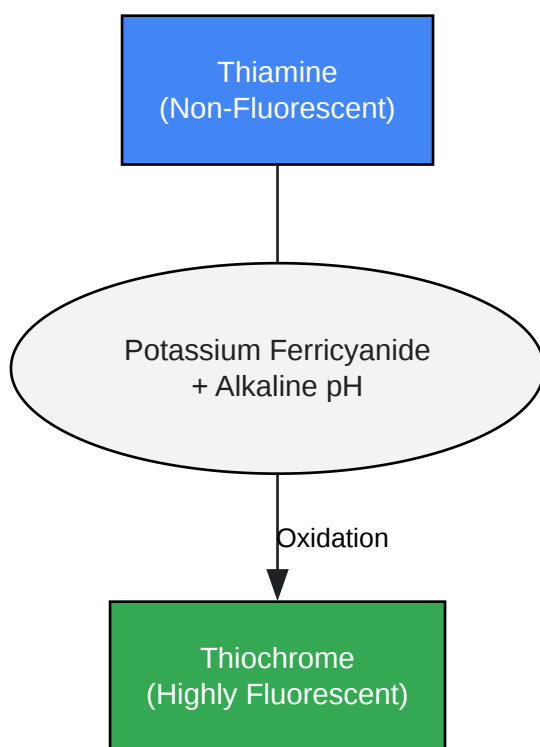 Thiamine
(Non-Fluorescent)
Potassium Ferricyanide
+ Alkaline pH
Oxidation
Thiochrome
(Highly Fluorescent)